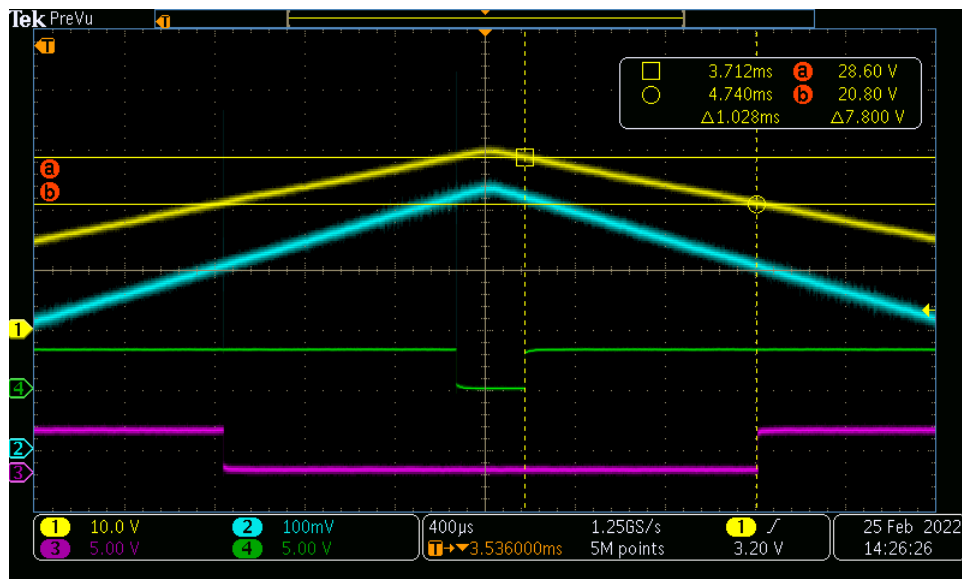 Tek PreVu T
T
3.712ms a 28.60 V
4.740ms b 20.80 V
Δ1.028ms Δ7.800 V
a
b
1
4
2
3
1 10.0 V 2 100mV
3 5.00 V 4 5.00 V
400µs 1.25GS/s 1
T→▼3.536000ms 5M points 3.20 V
25 Feb 2022
14:26:26